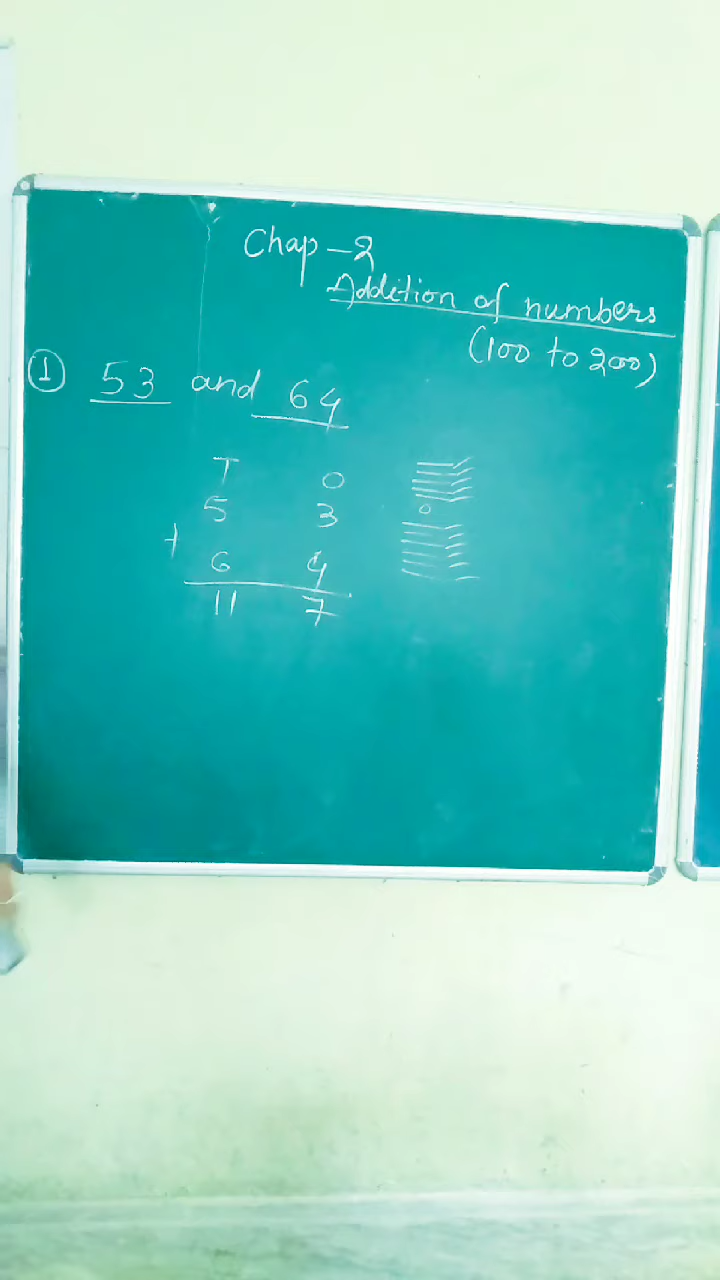 Chap-2
Addition of numbers
(100 to 200)
① 53 and 64
T O
5 3
+
6 4
11 7